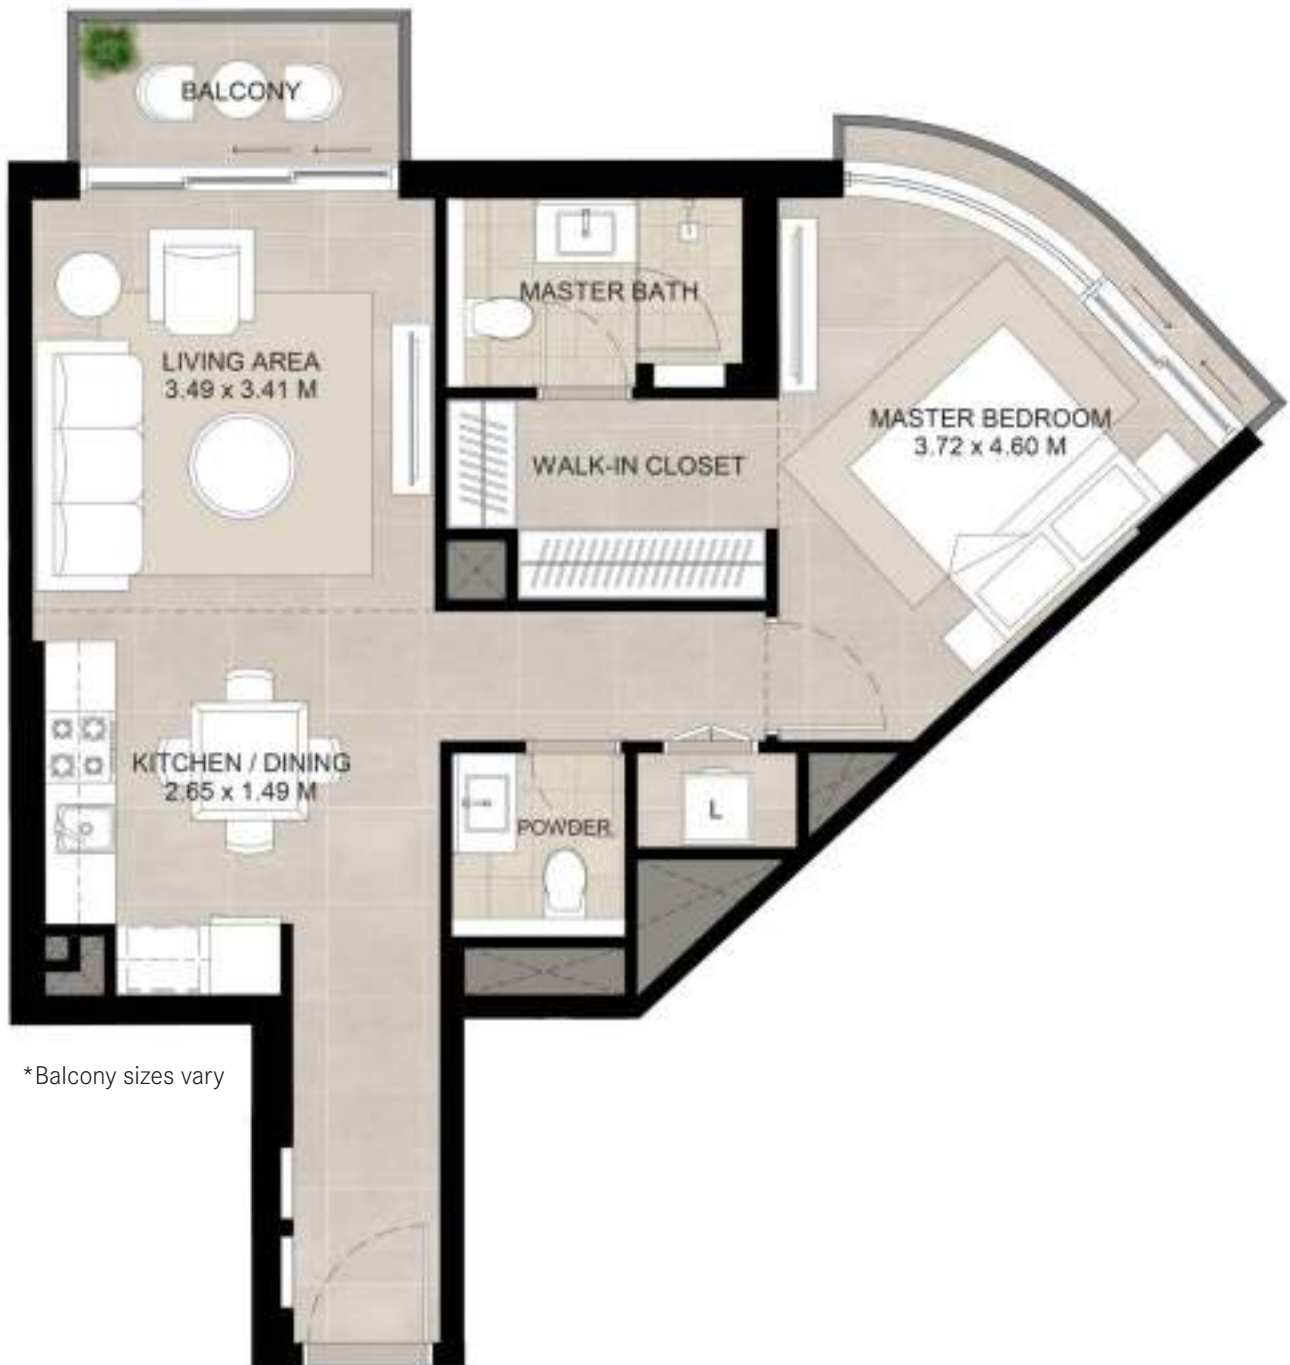 BALCONY
MASTER BATH
LIVING AREA
3.49 x 3.41 M
MASTER BEDROOM
3.72 x 4.60 M
WALK-IN CLOSET
KITCHEN / DINING
2.65 x 1.49 M
L
POWDER
*Balcony sizes vary